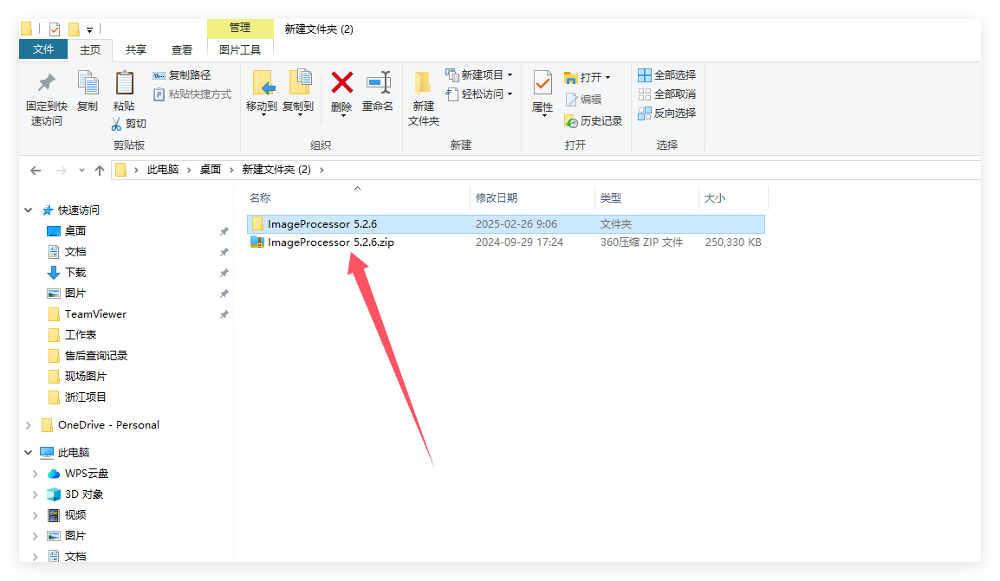 管理
新建文件夹 (2)
文件
主页
共享
查看
图片工具
固定到快
速访问
复制
粘贴
复制路径
粘贴快捷方式
剪切
剪贴板
移动到
复制到
删除
重命名
组织
新建
文件夹
新建项目
轻松访问
新建
属性
打开
编辑
历史记录
打开
全部选择
全部取消
反向选择
选择
此电脑
桌面
新建文件夹 (2)
名称
修改日期
类型
大小
ImageProcessor 5.2.6
2025-02-26 9:06
文件夹
ImageProcessor 5.2.6.zip
2024-09-29 17:24
360压缩 ZIP 文件
250,330 KB
快速访问
桌面
文档
下载
图片
TeamViewer
工作表
售后查询记录
现场图片
浙江项目
OneDrive - Personal
此电脑
WPS云盘
3D 对象
视频
图片
文档